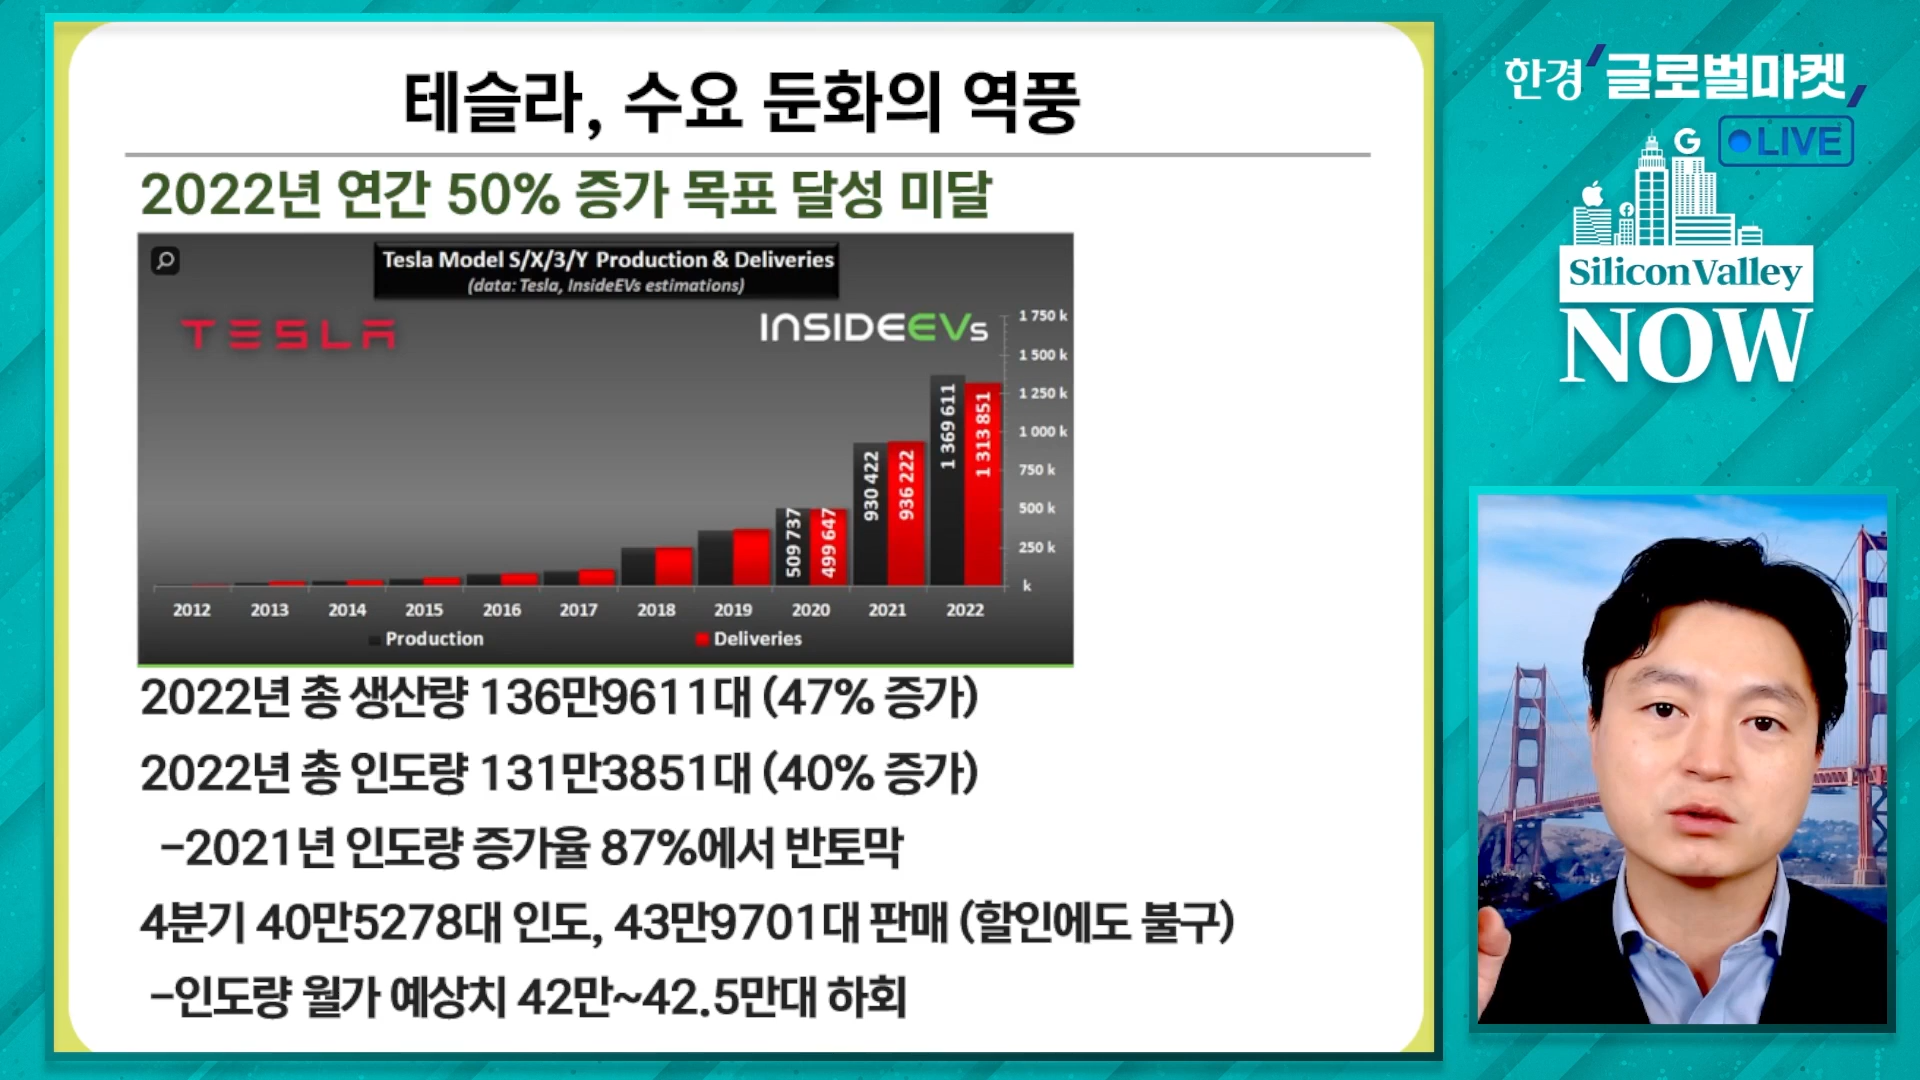 테슬라, 수요 둔화의 역풍
2022년 연간 50% 증가 목표 달성 미달
Tesla Model S/X/3/Y Production & Deliveries
(data: Tesla, InsideEVs estimations)
TESLA
INSIDEEVs
1 750 k
1 500 k
1 250 k
1 000 k
750 k
500 k
250 k
k
509 737
499 647
930 422
936 222
1 369 611
1 313 851
2012 2013 2014 2015 2016 2017 2018 2019 2020 2021 2022
Production Deliveries
2022년 총 생산량 136만9611대 (47% 증가)
2022년 총 인도량 131만3851대 (40% 증가)
-2021년 인도량 증가율 87%에서 반토막
4분기 40만5278대 인도, 43만9701대 판매 (할인에도 불구)
-인도량 월가 예상치 42만~42.5만대 하회
한경 글로벌마켓
LIVE
G
Silicon Valley
NOW